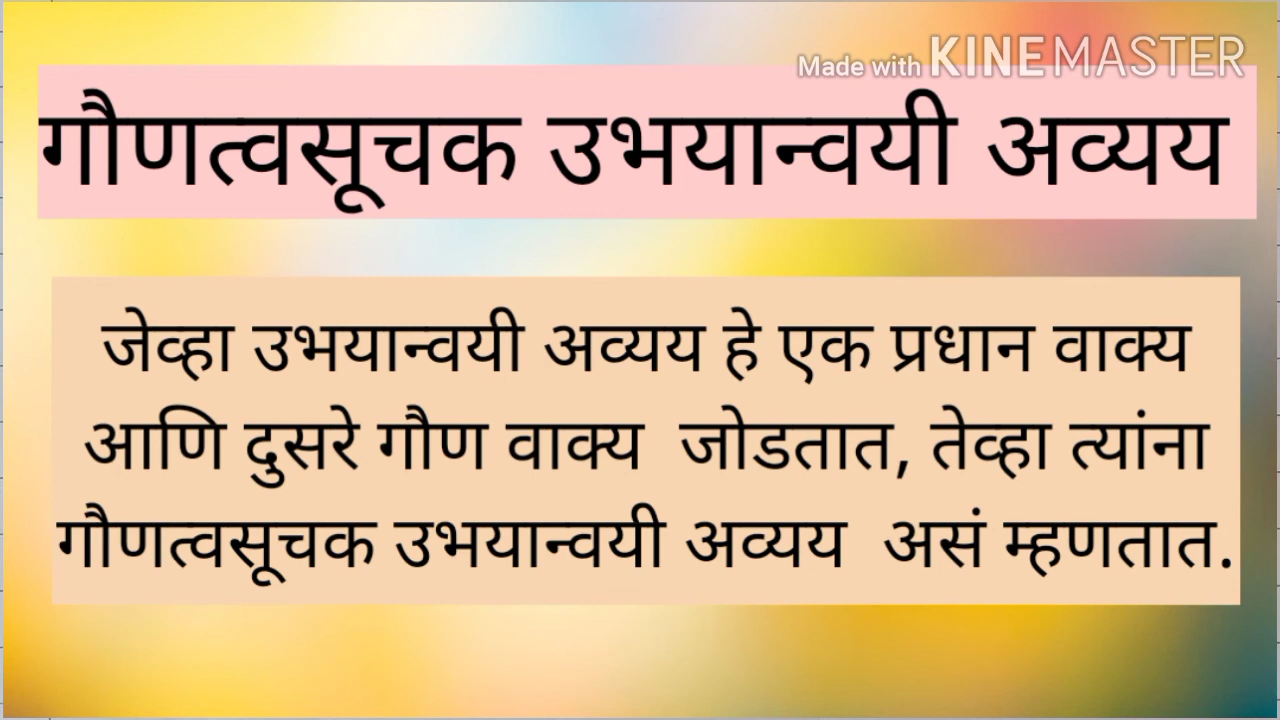 Made with KINEMASTER
गौणत्वसूचक उभयान्वयी अव्यय
जेव्हा उभयान्वयी अव्यय हे एक प्रधान वाक्य
आणि दुसरे गौण वाक्य जोडतात, तेव्हा त्यांना
गौणत्वसूचक उभयान्वयी अव्यय असं म्हणतात.